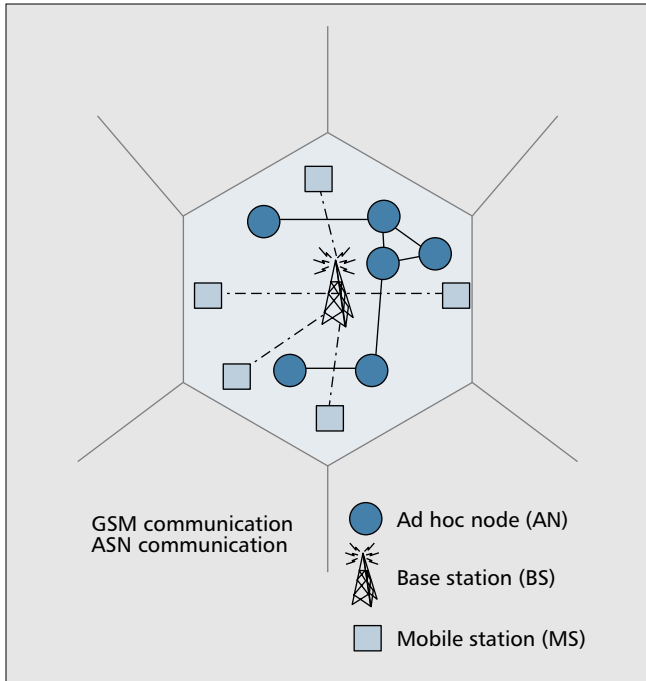 GSM communication
ASN communication
Ad hoc node (AN)
Base station (BS)
Mobile station (MS)